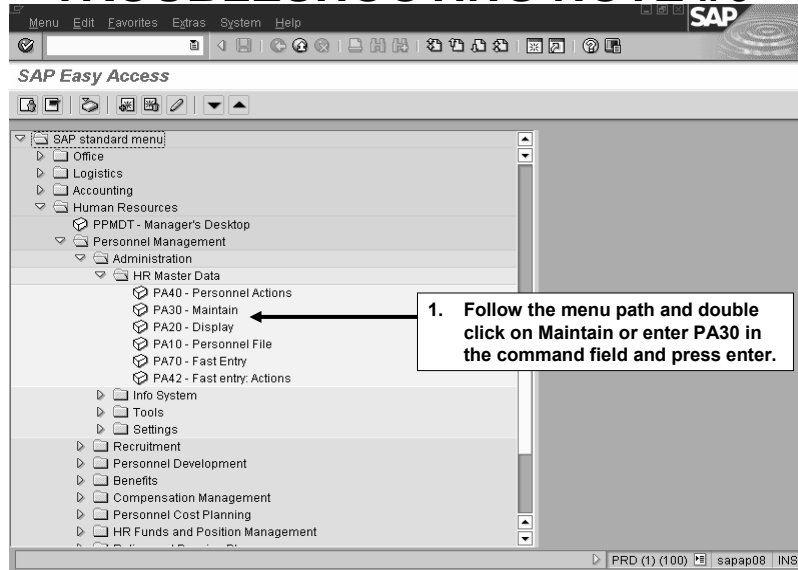 Menu Edit Favorites Extras System Help
SAP
SAP Easy Access
SAP standard menu
Office
Logistics
Accounting
Human Resources
PPMDT - Manager's Desktop
Personnel Management
Administration
HR Master Data
PA40 - Personnel Actions
PA30 - Maintain
PA20 - Display
PA10 - Personnel File
PA70 - Fast Entry
PA42 - Fast entry: Actions
Info System
Tools
Settings
Recruitment
Personnel Development
Benefits
Compensation Management
Personnel Cost Planning
HR Funds and Position Management
1. Follow the menu path and double
click on Maintain or enter PA30 in
the command field and press enter.
PRD (1) (100) sapap08 INS